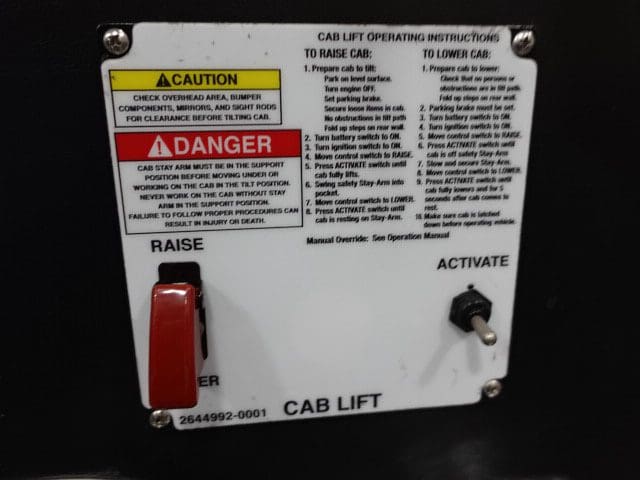 CAB LIFT OPERATING INSTRUCTIONS
CAUTION
CHECK OVERHEAD AREA, BUMPER
COMPONENTS, MIRRORS, AND SIGHT RODS
FOR CLEARANCE BEFORE TILTING CAB.
DANGER
CAB STAY ARM MUST BE IN THE SUPPORT
POSITION BEFORE MOVING UNDER OR
WORKING ON THE CAB IN THE TILT POSITION.
NEVER WORK ON THE CAB WITHOUT STAY
ARM IN THE SUPPORT POSITION.
FAILURE TO FOLLOW PROPER PROCEDURES CAN
RESULT IN INJURY OR DEATH.
TO RAISE CAB:
1. Prepare cab to tilt:
Park on level surface.
Turn engine OFF.
Set parking brake.
Secure loose items in cab.
No obstructions in tilt path
Fold up steps on rear wall.
2. Turn battery switch to ON.
3. Turn ignition switch to ON.
4. Move control switch to RAISE.
5. Press ACTIVATE switch until
cab fully lifts.
6. Swing safety Stay-Arm into
pocket.
7. Move control switch to LOWER.
8. Press ACTIVATE switch until
cab is resting on Stay-Arm.
TO LOWER CAB:
1. Prepare cab to lower:
Check that no persons or
obstructions are in tilt path
Fold up steps on rear wall.
2. Parking brake must be set.
3. Turn battery switch to ON.
4. Turn ignition switch to ON.
5. Move control switch to RAISE.
6. Press ACTIVATE switch until
cab is off safety Stay-Arm.
7. Stow and secure Stay-Arm.
8. Move control switch to LOWER.
9. Press ACTIVATE switch until
cab fully lowers and for 5
seconds after cab comes to
rest.
10. Make sure cab is latched
down before operating vehicle.
Manual Override: See Operation Manual
RAISE
ACTIVATE
ER
2644992-0001
CAB LIFT